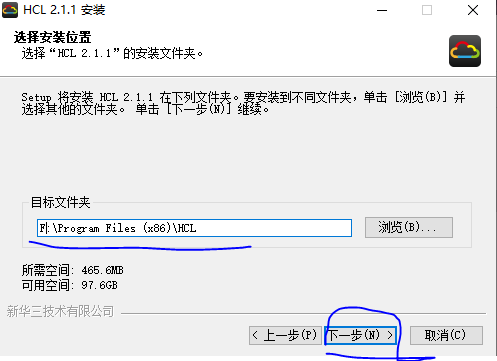 HCL 2.1.1 安装
选择安装位置
选择“HCL 2.1.1”的安装文件夹。
Setup 将安装 HCL 2.1.1 在下列文件夹。要安装到不同文件夹，单击 [浏览(B)] 并
选择其他的文件夹。 单击 [下一步(N)] 继续。
目标文件夹
F:\Program Files (x86)\HCL
浏览(B)...
所需空间: 465.6MB
可用空间: 97.6GB
新华三技术有限公司
< 上一步(P) 下一步(N) > 取消(C)